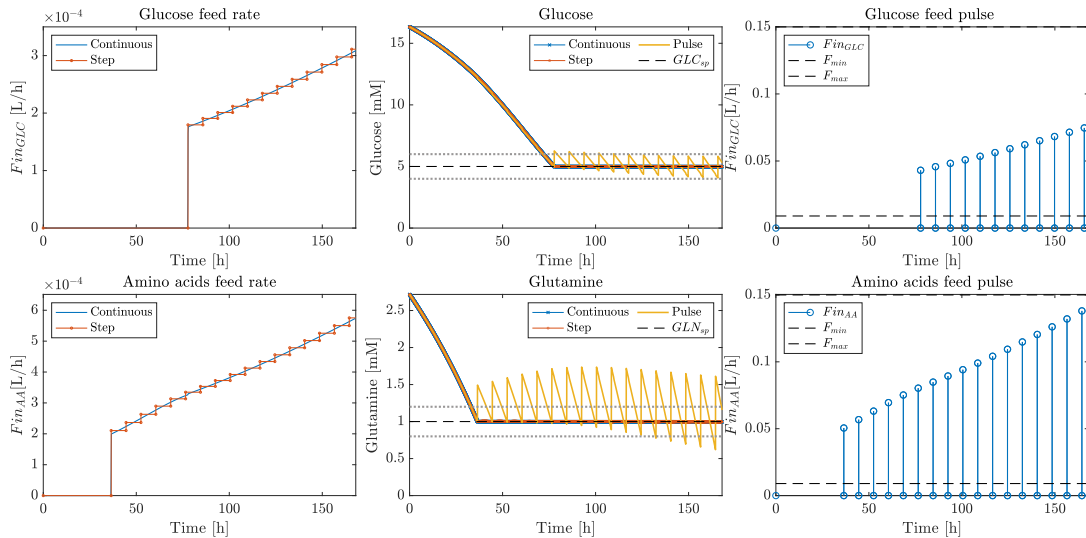 Glucose feed rate
×10⁻⁴
3
2
1
0
0
50
100
150
Fin_GLC [L/h]
Time [h]
Continuous
Step
Glucose
15
10
5
0
0
50
100
150
Glucose [mM]
Time [h]
Continuous
Step
Pulse
GLC_sp
Glucose feed pulse
0.15
0.1
0.05
0
0
50
100
150
Fin_GLC[L/h]
Time [h]
Fin_GLC
F_min
F_max
Amino acids feed rate
×10⁻⁴
6
5
4
3
2
1
0
0
50
100
150
Fin_AA[L/h]
Time [h]
Continuous
Step
Glutamine
2.5
2
1.5
1
0.5
0
0
50
100
150
Glutamine [mM]
Time [h]
Continuous
Step
Pulse
GLN_sp
Amino acids feed pulse
0.15
0.1
0.05
0
0
50
100
150
Fin_AA[L/h]
Time [h]
Fin_AA
F_min
F_max